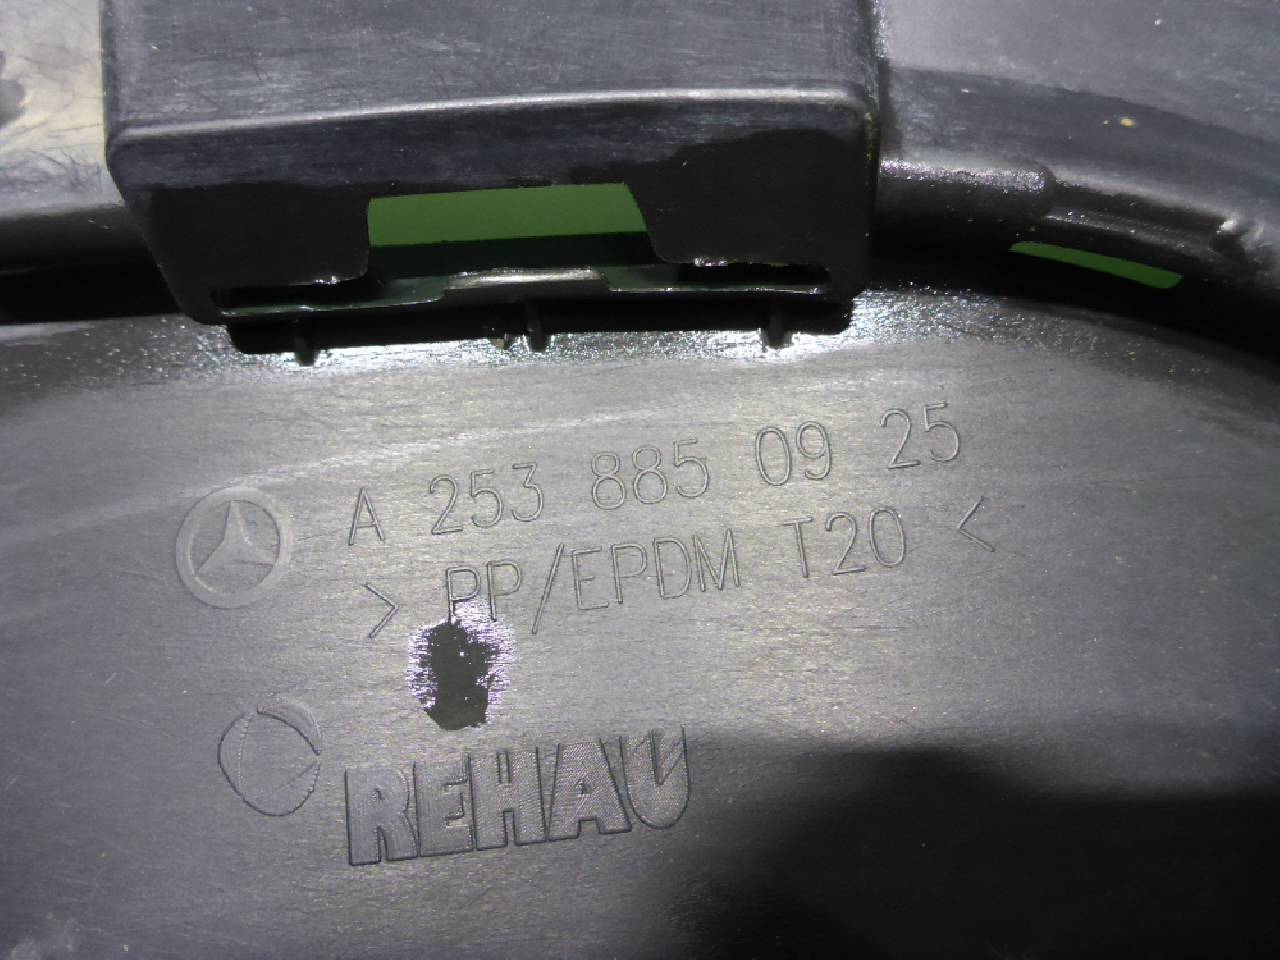 A 253 885 09 25
> PP/EPDM T20 <
REHAU